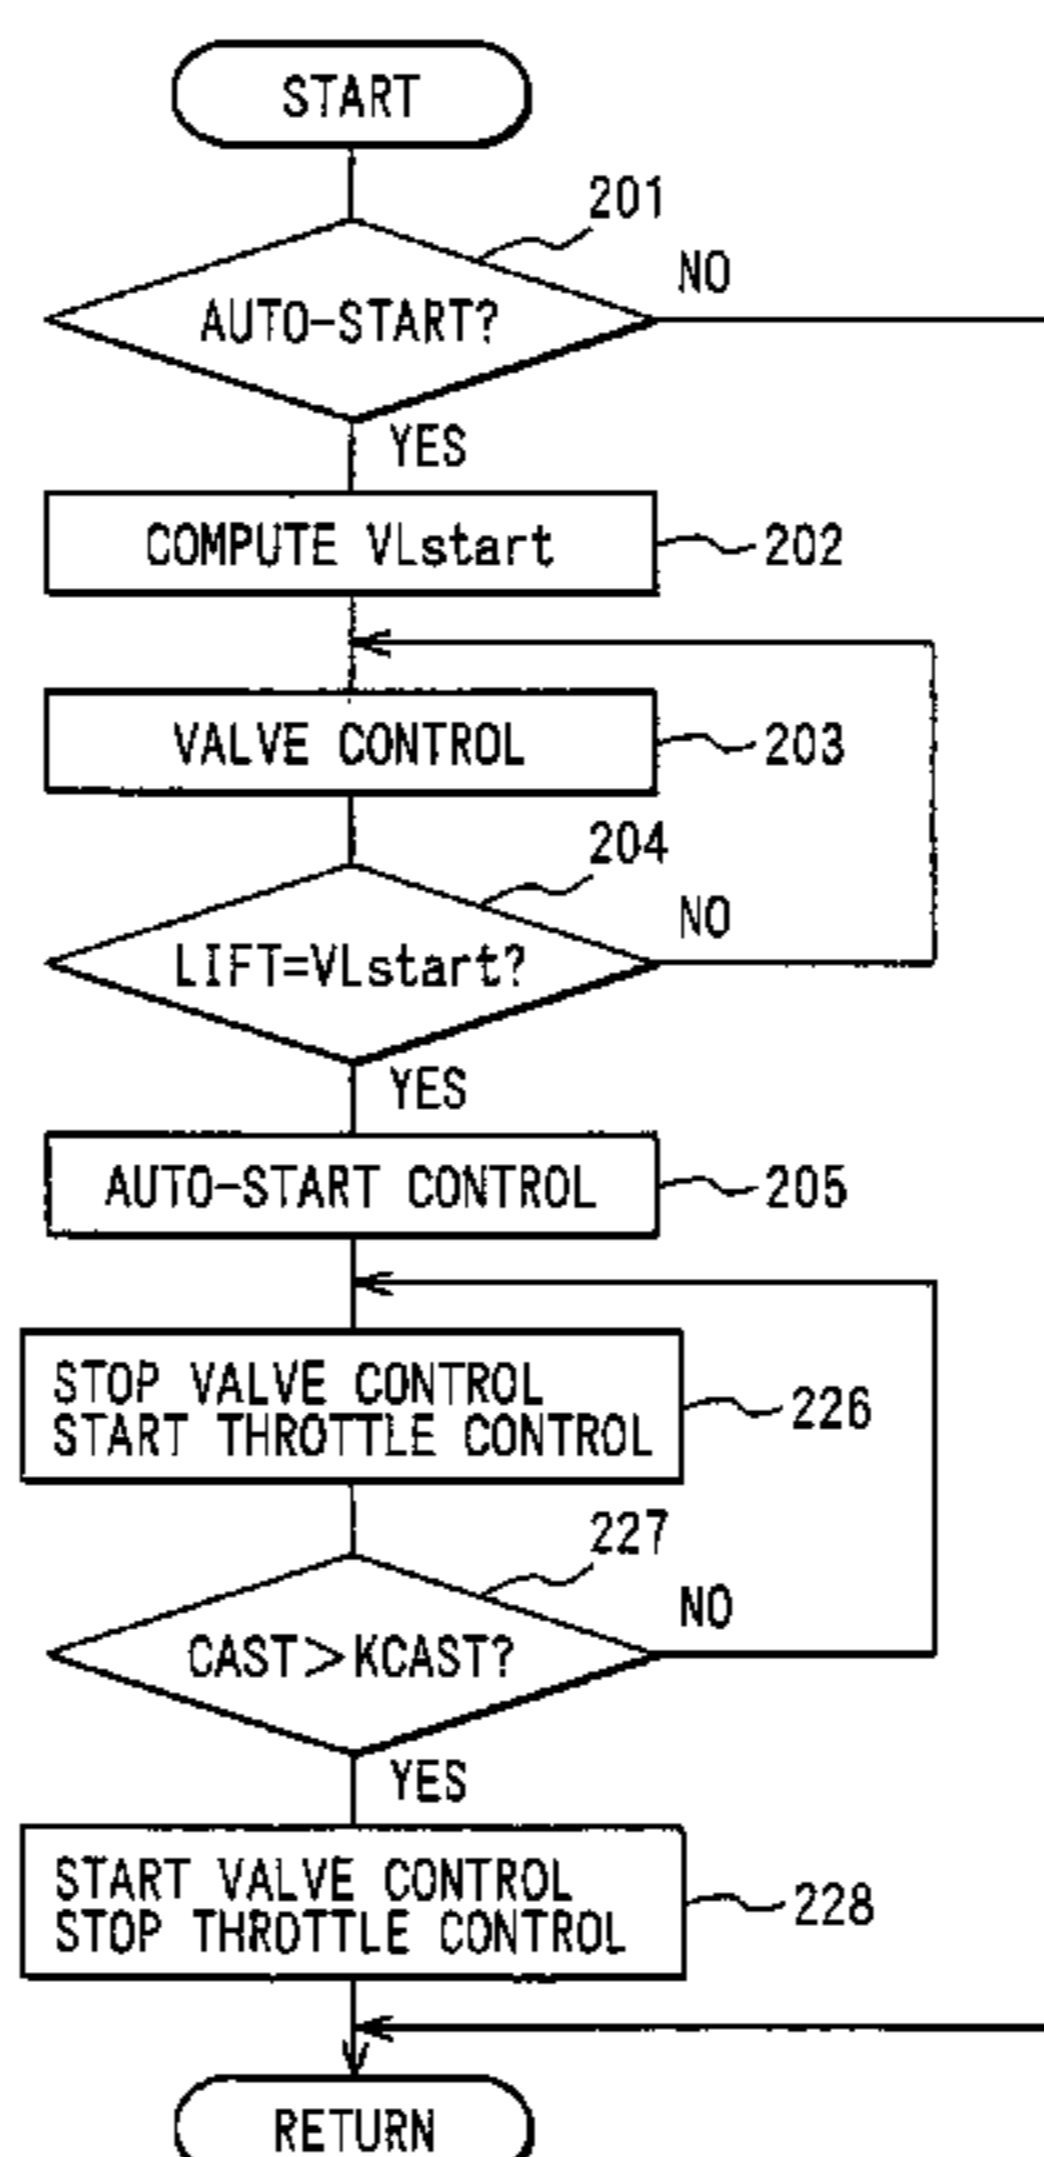 START
201
NO
AUTO-START?
YES
COMPUTE VLstart
202
VALVE CONTROL
203
204
NO
LIFT=VLstart?
YES
AUTO-START CONTROL
205
STOP VALVE CONTROL
START THROTTLE CONTROL
226
227
NO
CAST>KCAST?
YES
START VALVE CONTROL
STOP THROTTLE CONTROL
228
RETURN